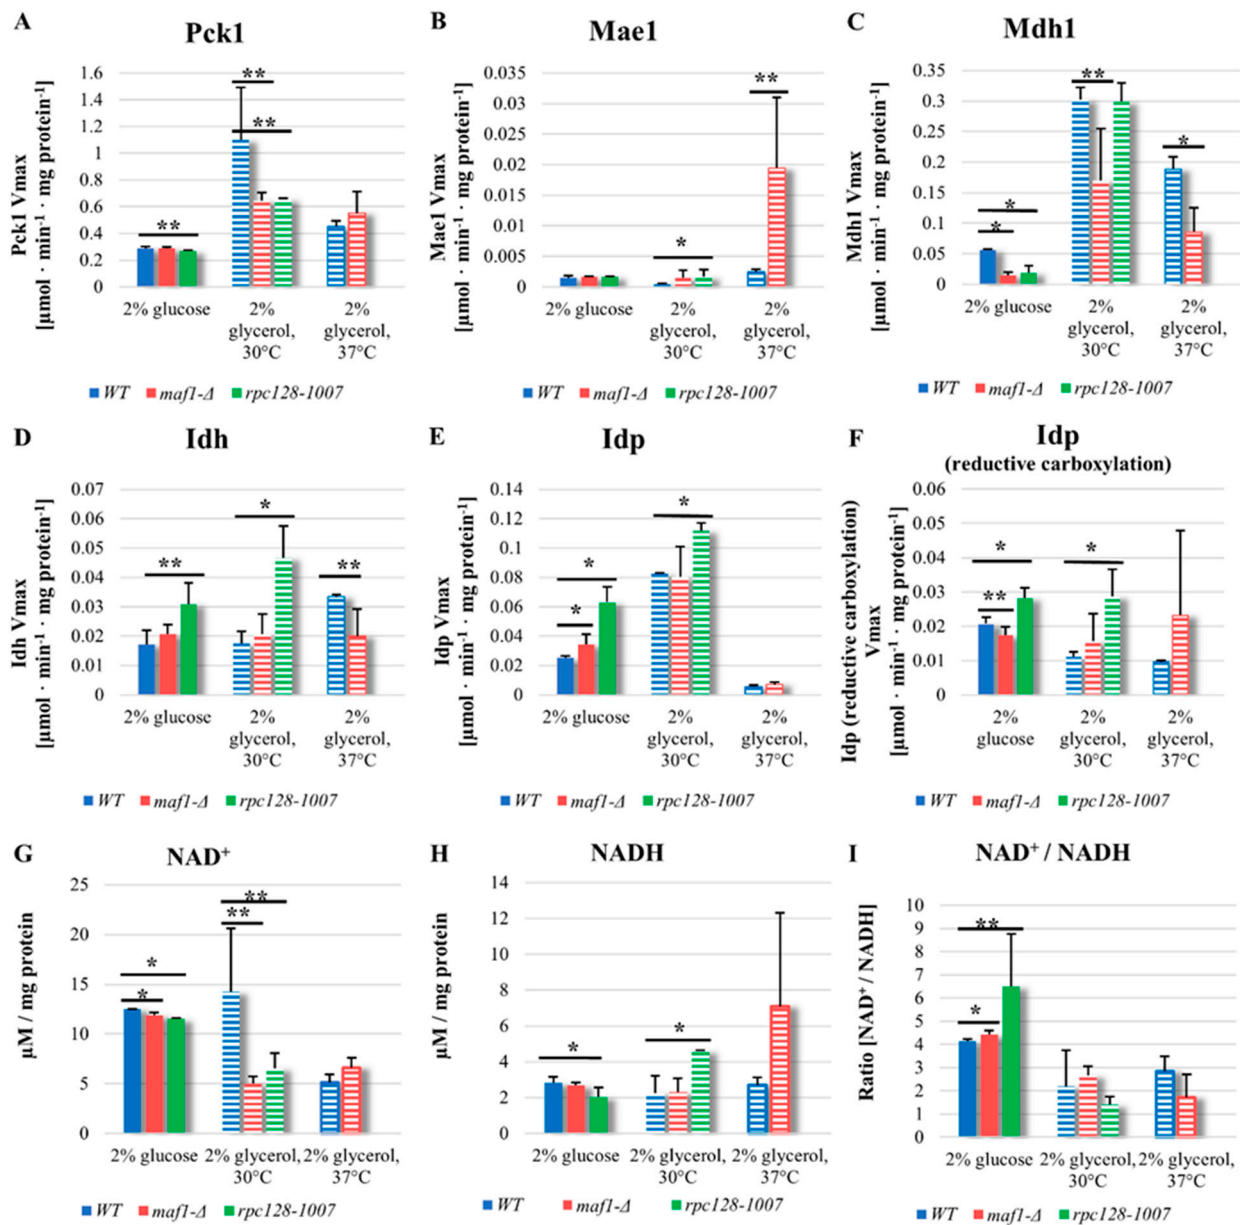 A Pck1
Pck1 Vmax
[µmol · min⁻¹ · mg protein⁻¹]
1.6
1.4
1.2
1
0.8
0.6
0.4
0.2
0
**
**
**
2% glucose
2%
glycerol,
30°C
2%
glycerol,
37°C
WT maf1-Δ rpc128-1007
B Mae1
Mae1 Vmax
[µmol · min⁻¹ · mg protein⁻¹]
0.035
0.03
0.025
0.02
0.015
0.01
0.005
0
*
**
2% glucose
2%
glycerol,
30°C
2%
glycerol,
37°C
WT maf1-Δ rpc128-1007
C Mdh1
Mdh1 Vmax
[µmol · min⁻¹ · mg protein⁻¹]
0.35
0.3
0.25
0.2
0.15
0.1
0.05
0
*
*
**
*
2% glucose
2%
glycerol,
30°C
2%
glycerol,
37°C
WT maf1-Δ rpc128-1007
D Idh
Idh Vmax
[µmol · min⁻¹ · mg protein⁻¹]
0.07
0.06
0.05
0.04
0.03
0.02
0.01
0
**
*
**
2% glucose
2%
glycerol,
30°C
2%
glycerol,
37°C
WT maf1-Δ rpc128-1007
E Idp
Idp Vmax
[µmol · min⁻¹ · mg protein⁻¹]
0.14
0.12
0.1
0.08
0.06
0.04
0.02
0
*
*
*
2% glucose
2%
glycerol,
30°C
2%
glycerol,
37°C
WT maf1-Δ rpc128-1007
F Idp
(reductive carboxylation)
Idp (reductive carboxylation)
Vmax
[µmol · min⁻¹ · mg protein⁻¹]
0.06
0.05
0.04
0.03
0.02
0.01
0
*
**
*
2%
glucose
2%
glycerol,
30°C
2%
glycerol,
37°C
WT maf1-Δ rpc128-1007
G NAD⁺
µM / mg protein
25
20
15
10
5
0
*
*
**
**
2% glucose
2% glycerol,
30°C
2% glycerol,
37°C
WT maf1-Δ rpc128-1007
H NADH
µM / mg protein
14
12
10
8
6
4
2
0
*
*
2% glucose
2% glycerol,
30°C
2% glycerol,
37°C
WT maf1-Δ rpc128-1007
I NAD⁺ / NADH
Ratio [NAD⁺ / NADH]
10
9
8
7
6
5
4
3
2
1
0
**
*
2% glucose
2% glycerol,
30°C
2% glycerol,
37°C
WT maf1-Δ rpc128-1007